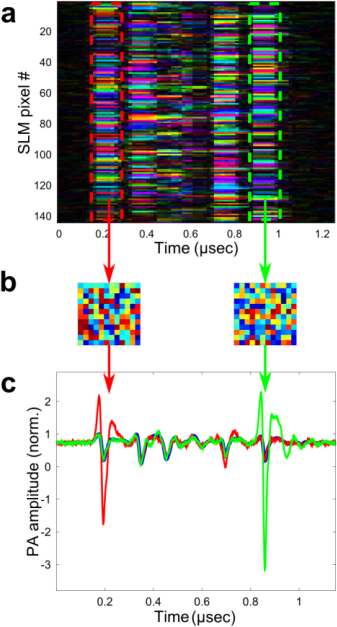 a
SLM pixel #
20
40
60
80
100
120
140
0 0.2 0.4 0.6 0.8 1 1.2
Time (μsec)
b
c
PA amplitude (norm.)
2
1
0
-1
-2
-3
0.2 0.4 0.6 0.8 1
Time (μsec)